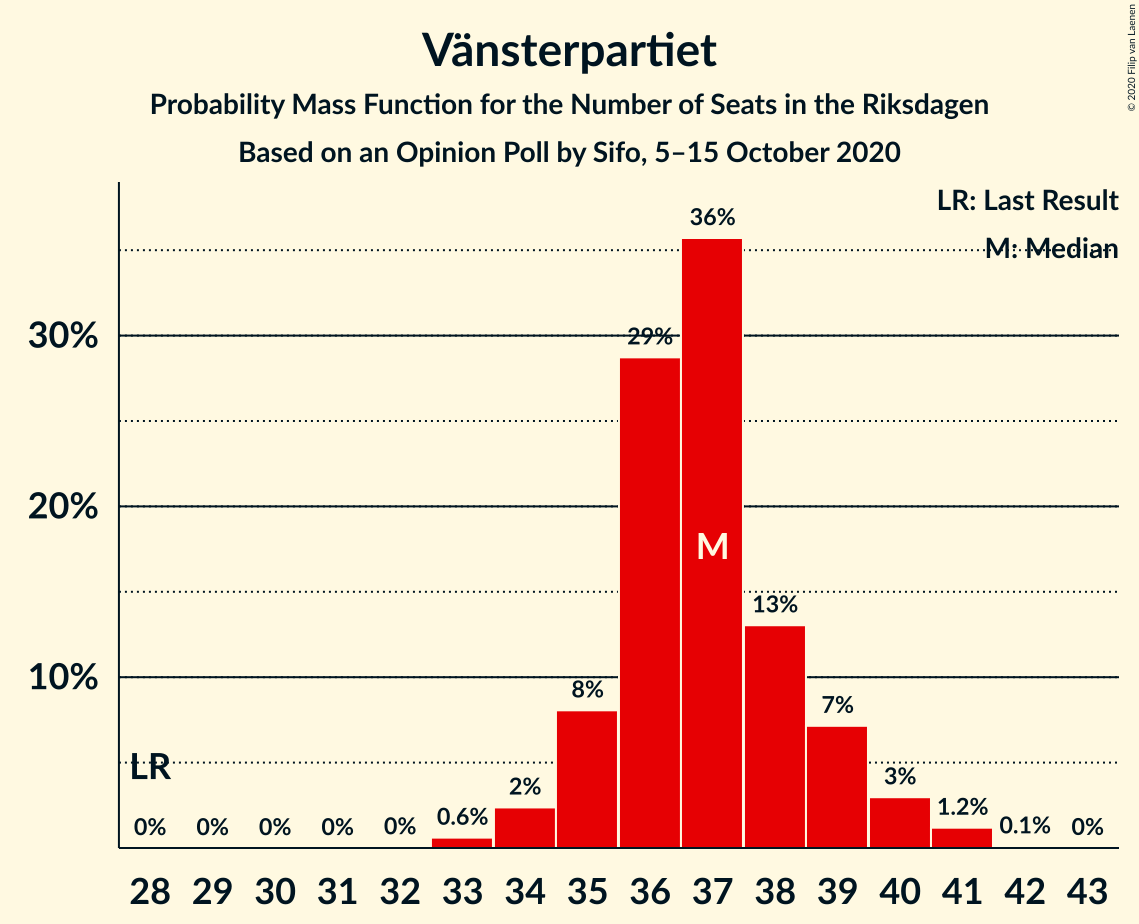 Vänsterpartiet
Probability Mass Function for the Number of Seats in the Riksdagen
Based on an Opinion Poll by Sifo, 5–15 October 2020
© 2020 Filip van Laenen
LR: Last Result
M: Median
36%
30%
29%
20%
M
13%
10%
8%
7%
LR
3%
2%
1.2%
0.6%
0.1%
0% 0% 0% 0% 0% 0%
28 29 30 31 32 33 34 35 36 37 38 39 40 41 42 43